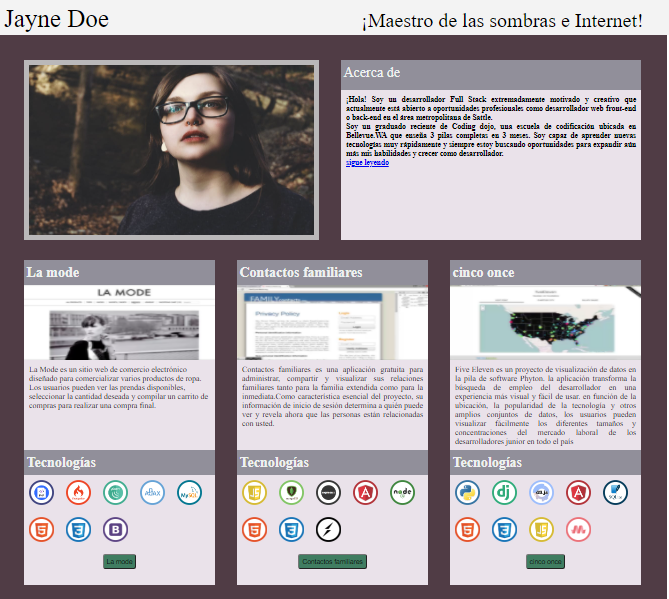 Jayne Doe
¡Maestro de las sombras e Internet!
Acerca de
¡Hola! Soy un desarrollador Full Stack extremadamente motivado y creativo que
actualmente está abierto a oportunidades profesionales como desarrollador web front-end
o back-end en el área metropolitana de Sattle.
Soy un graduado reciente de Coding dojo, una escuela de codificación ubicada en
Bellevue.WA que enseña 3 pilas completas en 3 meses. Soy capaz de aprender nuevas
tecnologías muy rápidamente y siempre estoy buscando oportunidades para expandir aún
más mis habilidades y crecer como desarrollador.
sigue leyendo
La mode
LA MODE
La Mode es un sitio web de comercio electrónico
diseñado para comercializar varios productos de ropa.
Los usuarios pueden ver las prendas disponibles,
seleccionar la cantidad deseada y compilar un carrito de
compras para realizar una compra final.
Tecnologías
AJAX
MySQL
B
La mode
Contactos familiares
FAMILY
Privacy Policy
Contactos familiares es una aplicación gratuita para
administrar, compartir y visualizar sus relaciones
familiares tanto para la familia extendida como para la
inmediata.Como característica esencial del proyecto, su
información de inicio de sesión determina a quién puede
ver y revela ahora que las personas están relacionadas
con usted.
Tecnologías
node
Contactos familiares
cinco once
Five Eleven es un proyecto de visualización de datos en
la pila de software Phyton. la aplicación transforma la
búsqueda de empleo del desarrollador en una
experiencia más visual y fácil de usar. en función de la
ubicación, la popularidad de la tecnología y otros
amplios conjuntos de datos, los usuarios pueden
visualizar fácilmente los diferentes tamaños y
concentraciones del mercado laboral de los
desarrolladores junior en todo el país
Tecnologías
dj
cinco once